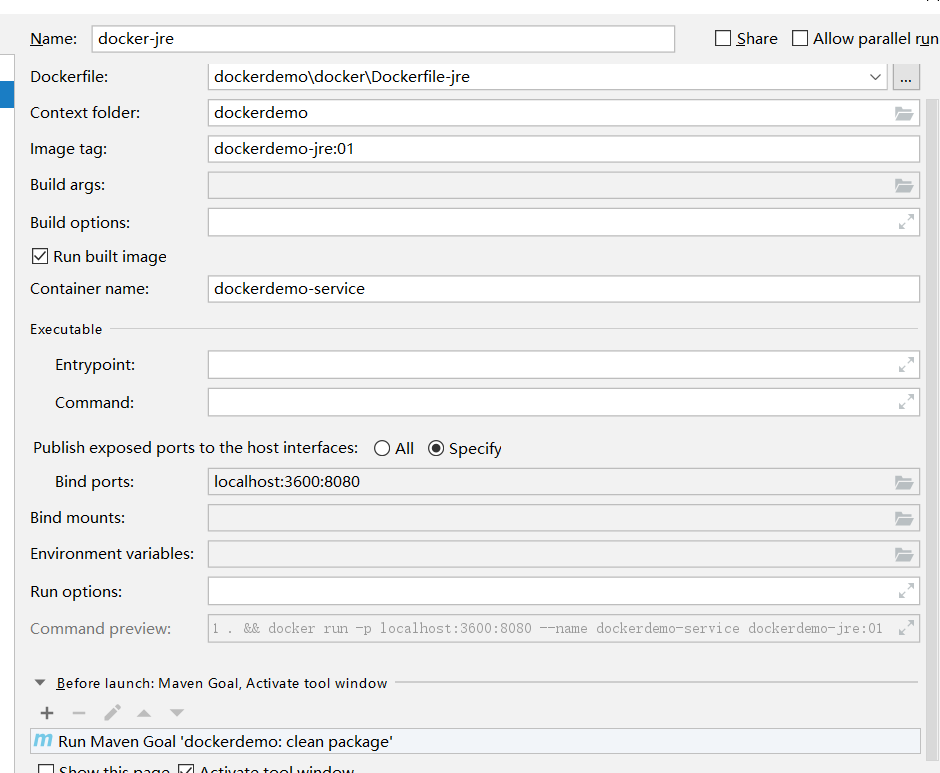 Name: docker-jre Share Allow parallel run
Dockerfile: dockerdemo\docker\Dockerfile-jre ...
Context folder: dockerdemo
Image tag: dockerdemo-jre:01
Build args:
Build options:
Run built image
Container name: dockerdemo-service
Executable
Entrypoint:
Command:
Publish exposed ports to the host interfaces: All Specify
Bind ports: localhost:3600:8080
Bind mounts:
Environment variables:
Run options:
Command preview: 1 . && docker run -p localhost:3600:8080 --name dockerdemo-service dockerdemo-jre:01
Before launch: Maven Goal, Activate tool window
m Run Maven Goal 'dockerdemo: clean package'
Show this page Activate tool window